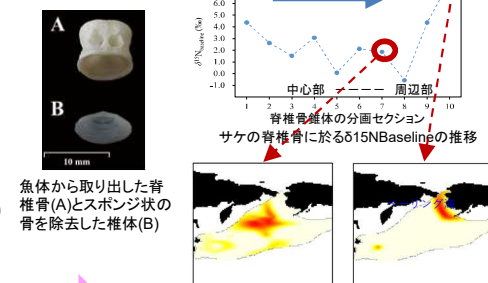 A
B
10 mm
魚体から取り出した脊
椎骨(A)とスポンジ状の
骨を除去した椎体(B)
6.0
5.0
4.0
3.0
2.0
1.0
0.0
-1.0
δ15Nbaseline (‰)
中心部 ---- 周辺部
1 2 3 4 5 6 7 8 9 10
脊椎骨錐体の分画セクション
サケの脊椎骨に於るδ15NBaselineの推移
ーリング